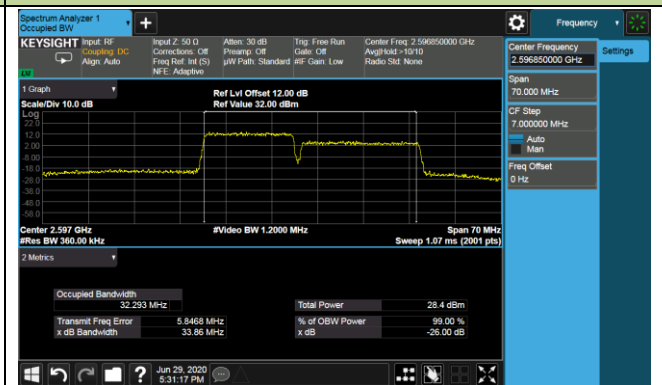 Spectrum Analyzer 1
Occupied BW
Frequency
KEYSIGHT
Input: RF
Coupling: DC
Align: Auto
Input Z: 50 Ω
Corrections: Off
Freq Ref: Int (S)
NFE: Adaptive
Atten: 30 dB
Preamp: Off
µW Path: Standard
Trig: Free Run
Gate: Off
#IF Gain: Low
Center Freq: 2.596850000 GHz
Avg|Hold:>10/10
Radio Std: None
Center Frequency
2.596850000 GHz
Settings
Span
70.000 MHz
CF Step
7.000000 MHz
Auto
Man
Freq Offset
0 Hz
1 Graph
Scale/Div 10.0 dB
Ref Lvl Offset 12.00 dB
Ref Value 32.00 dBm
Log
22.0
12.0
2.00
-8.00
-18.0
-28.0
-38.0
-48.0
-58.0
Center 2.597 GHz
#Video BW 1.2000 MHz
Span 70 MHz
#Res BW 360.00 kHz
Sweep 1.07 ms (2001 pts)
2 Metrics
Occupied Bandwidth
32.293 MHz
Total Power 28.4 dBm
Transmit Freq Error 5.8468 MHz
% of OBW Power 99.00 %
x dB Bandwidth 33.86 MHz
x dB -26.00 dB
Jun 29, 2020
5:31:17 PM